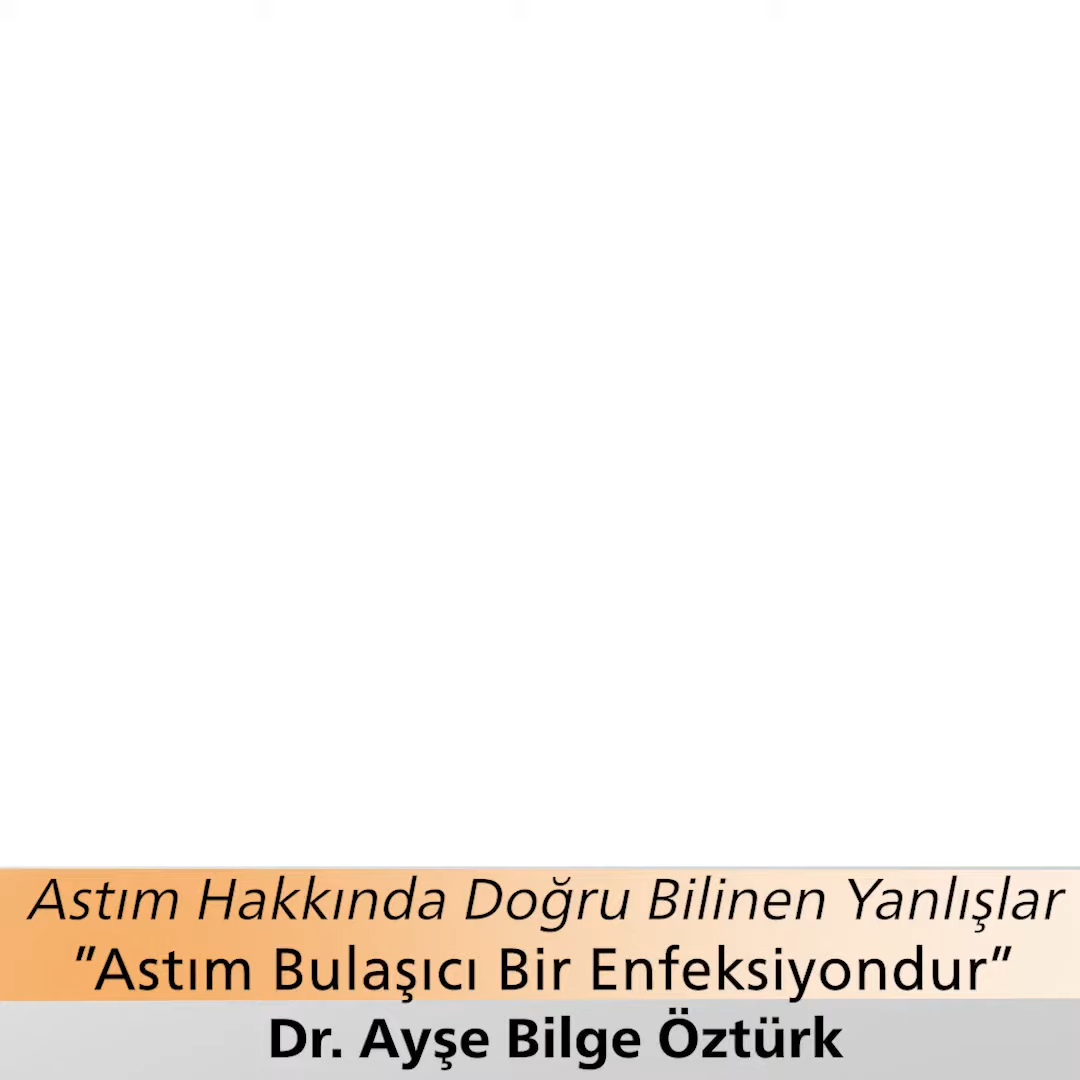 Astım Hakkında Doğru Bilinen Yanlışlar
"Astım Bulaşıcı Bir Enfeksiyondur"
Dr. Ayşe Bilge Öztürk